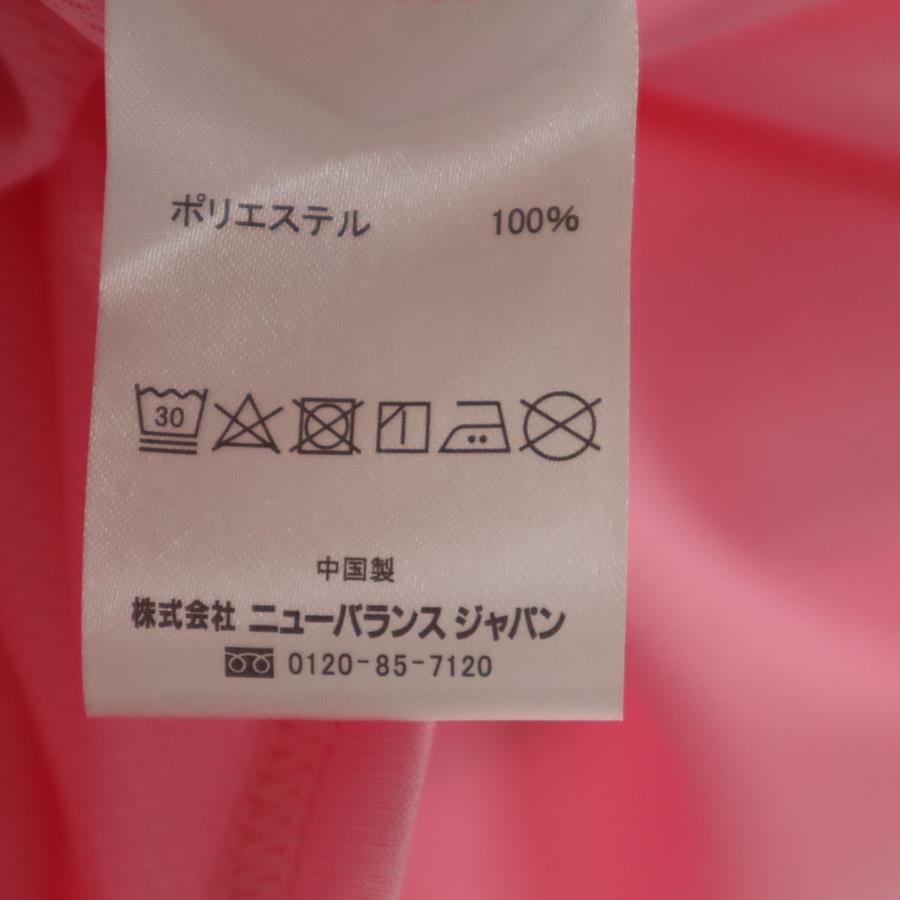 ポリエステル 100%
30
中国製
株式会社 ニューバランス ジャパン
0120-85-7120